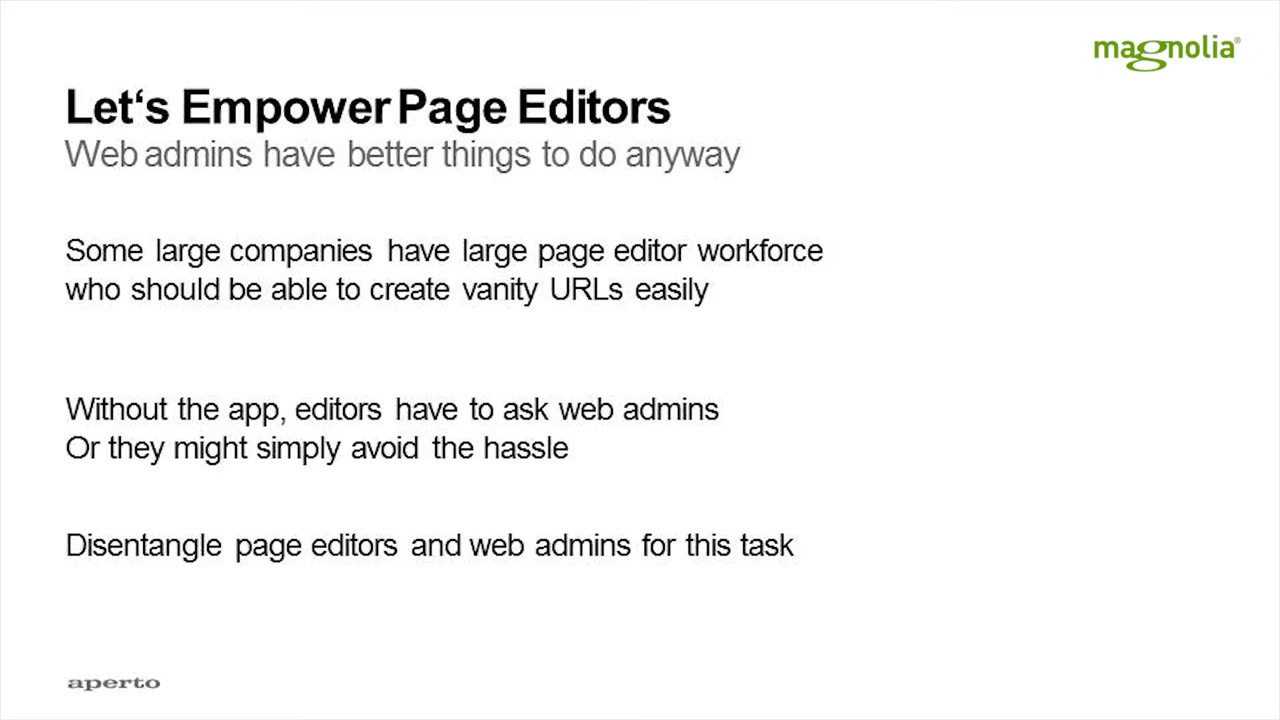 magnolia®
Let‘s Empower Page Editors
Web admins have better things to do anyway
Some large companies have large page editor workforce
who should be able to create vanity URLs easily
Without the app, editors have to ask web admins
Or they might simply avoid the hassle
Disentangle page editors and web admins for this task
aperto